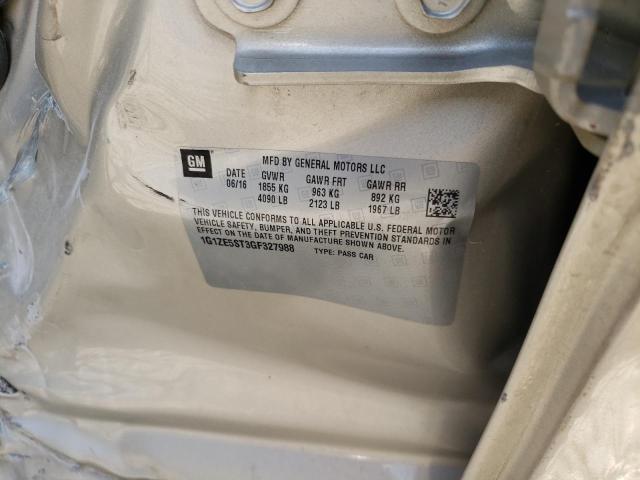 GM
MFD BY GENERAL MOTORS LLC
DATE GVWR GAWR FRT GAWR RR
06/16 1855 KG 963 KG 892 KG
4090 LB 2123 LB 1967 LB
THIS VEHICLE CONFORMS TO ALL APPLICABLE U.S. FEDERAL MOTOR
VEHICLE SAFETY, BUMPER, AND THEFT PREVENTION STANDARDS IN
EFFECT ON THE DATE OF MANUFACTURE SHOWN ABOVE.
1G1ZE5ST3GF327988 TYPE: PASS CAR